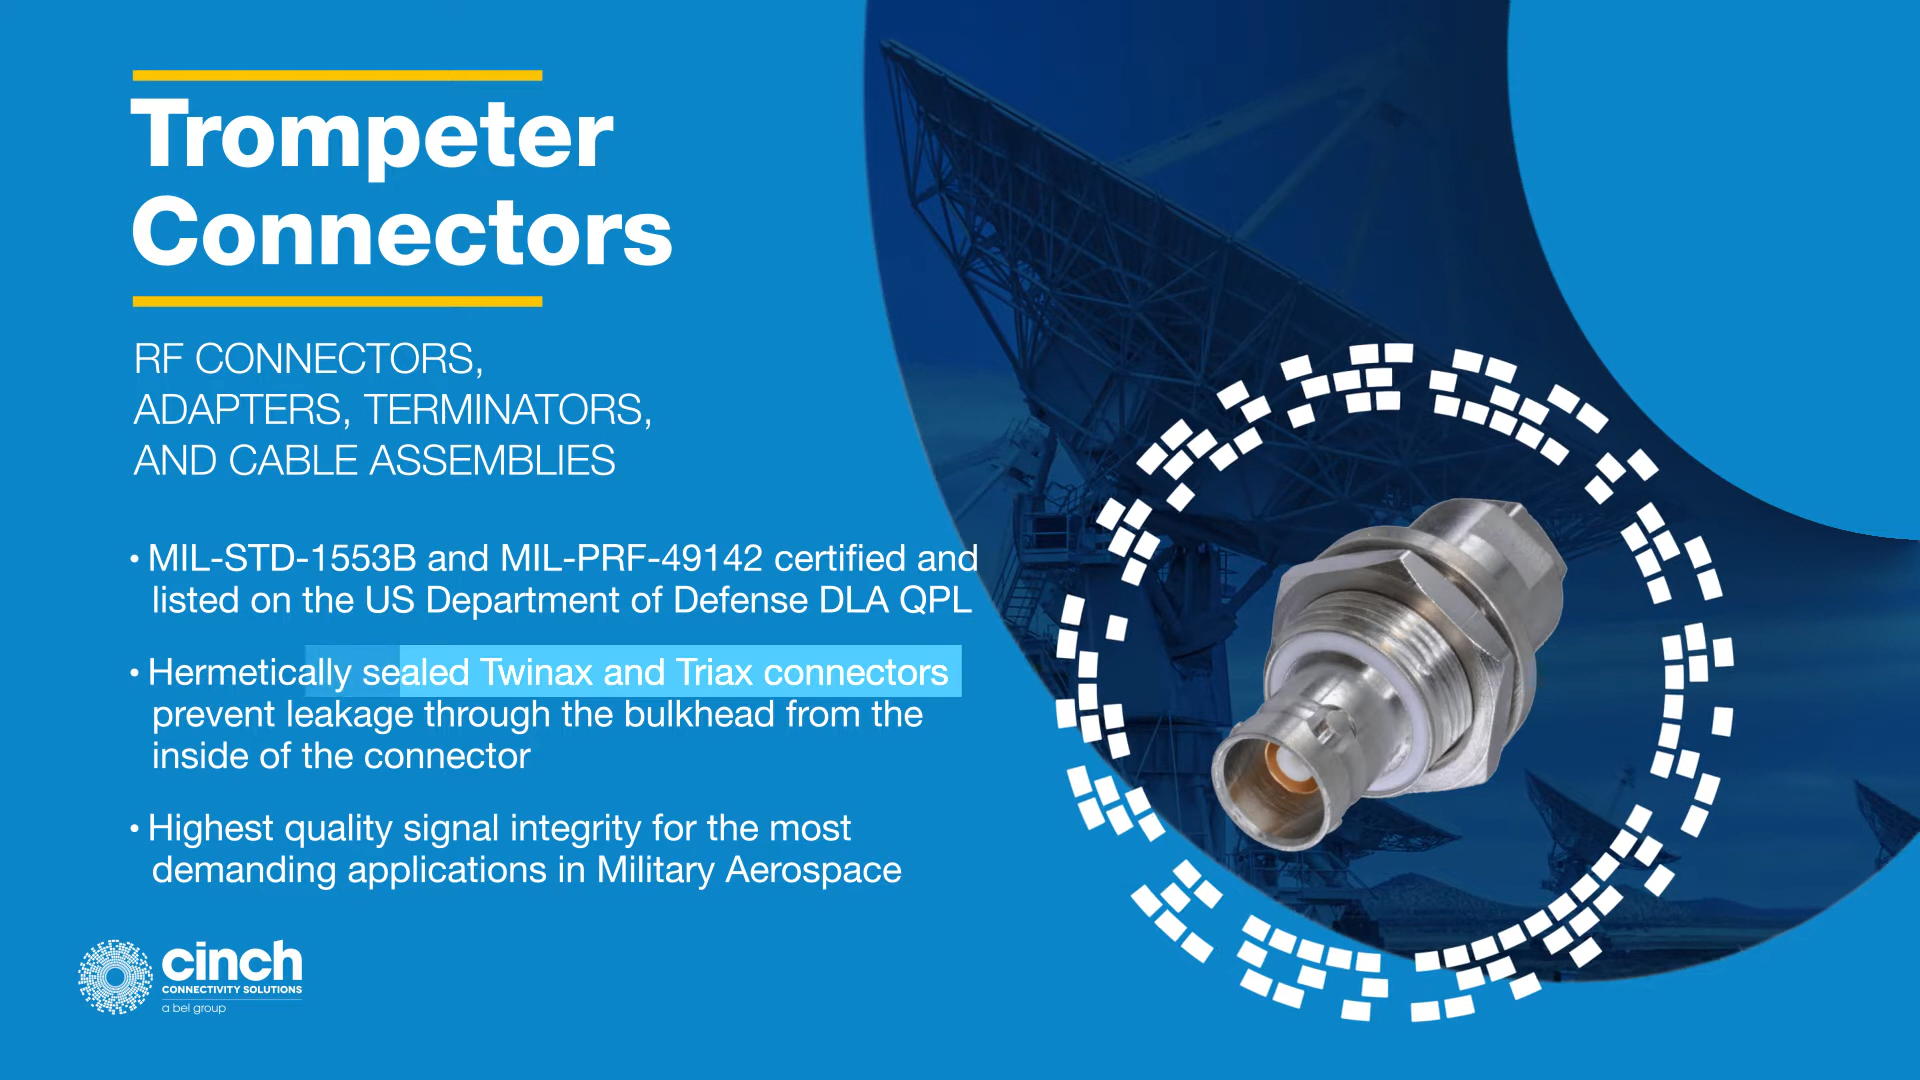 Trompeter
Connectors
RF CONNECTORS,
ADAPTERS, TERMINATORS,
AND CABLE ASSEMBLIES
• MIL-STD-1553B and MIL-PRF-49142 certified and
listed on the US Department of Defense DLA QPL
• Hermetically sealed Twinax and Triax connectors
prevent leakage through the bulkhead from the
inside of the connector
• Highest quality signal integrity for the most
demanding applications in Military Aerospace
cinch
CONNECTIVITY SOLUTIONS
a bel group